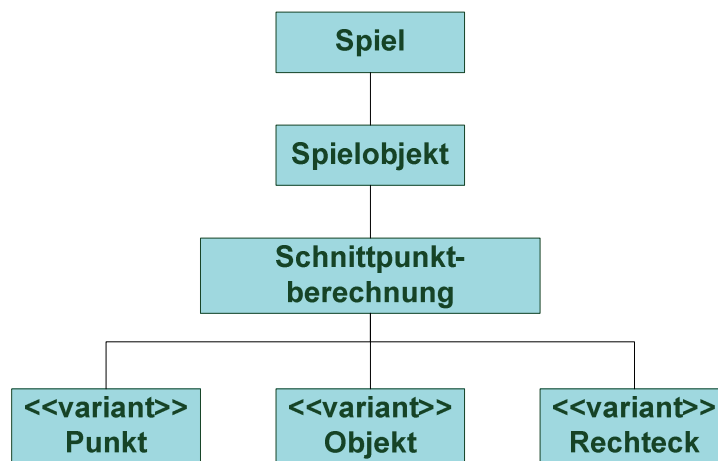 Spiel
Spielobjekt
Schnittpunkt-
berechnung
<<variant>>
Punkt
<<variant>>
Objekt
<<variant>>
Rechteck